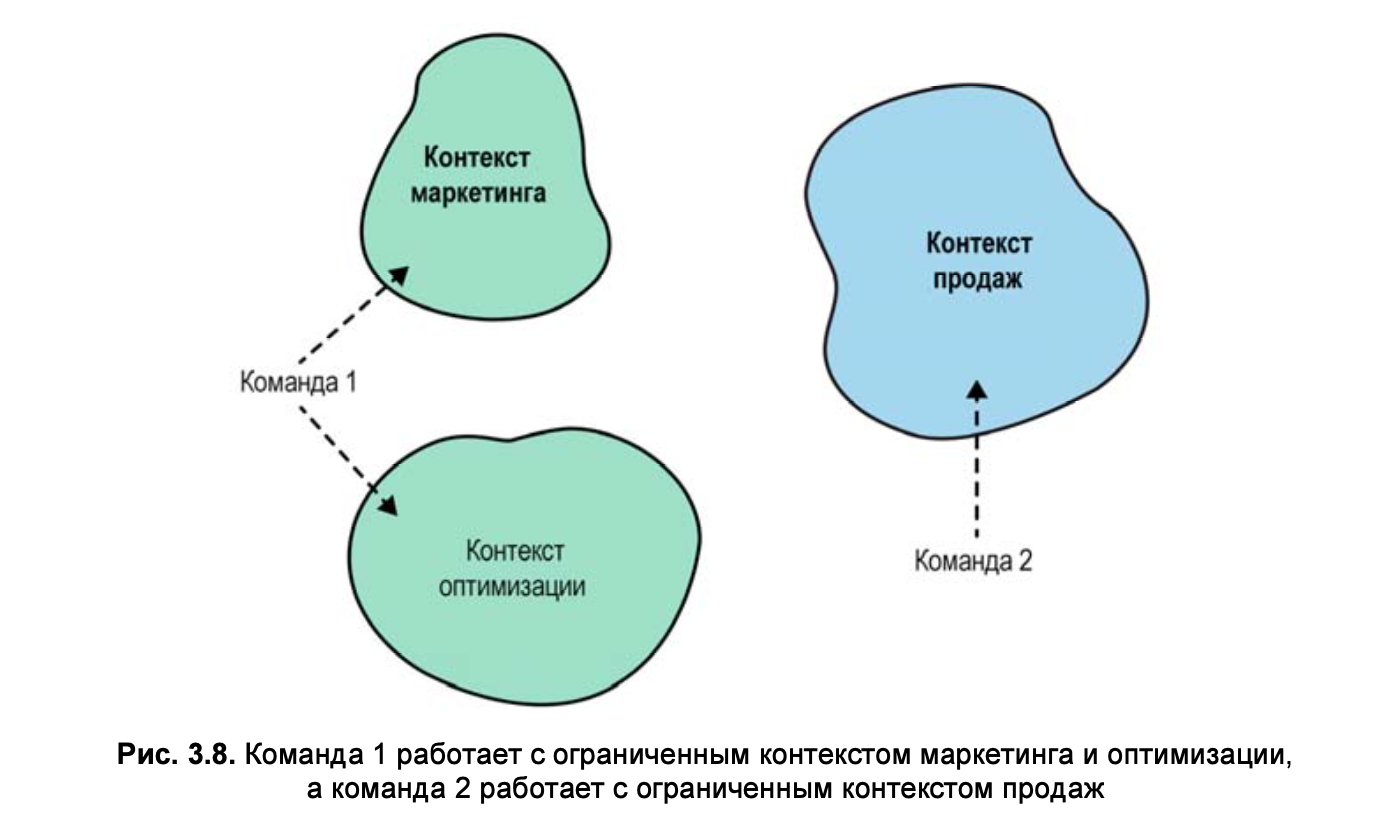 Контекст
маркетинга
Контекст
продаж
Команда 1
Контекст
оптимизации
Команда 2
Рис. 3.8. Команда 1 работает с ограниченным контекстом маркетинга и оптимизации,
а команда 2 работает с ограниченным контекстом продаж